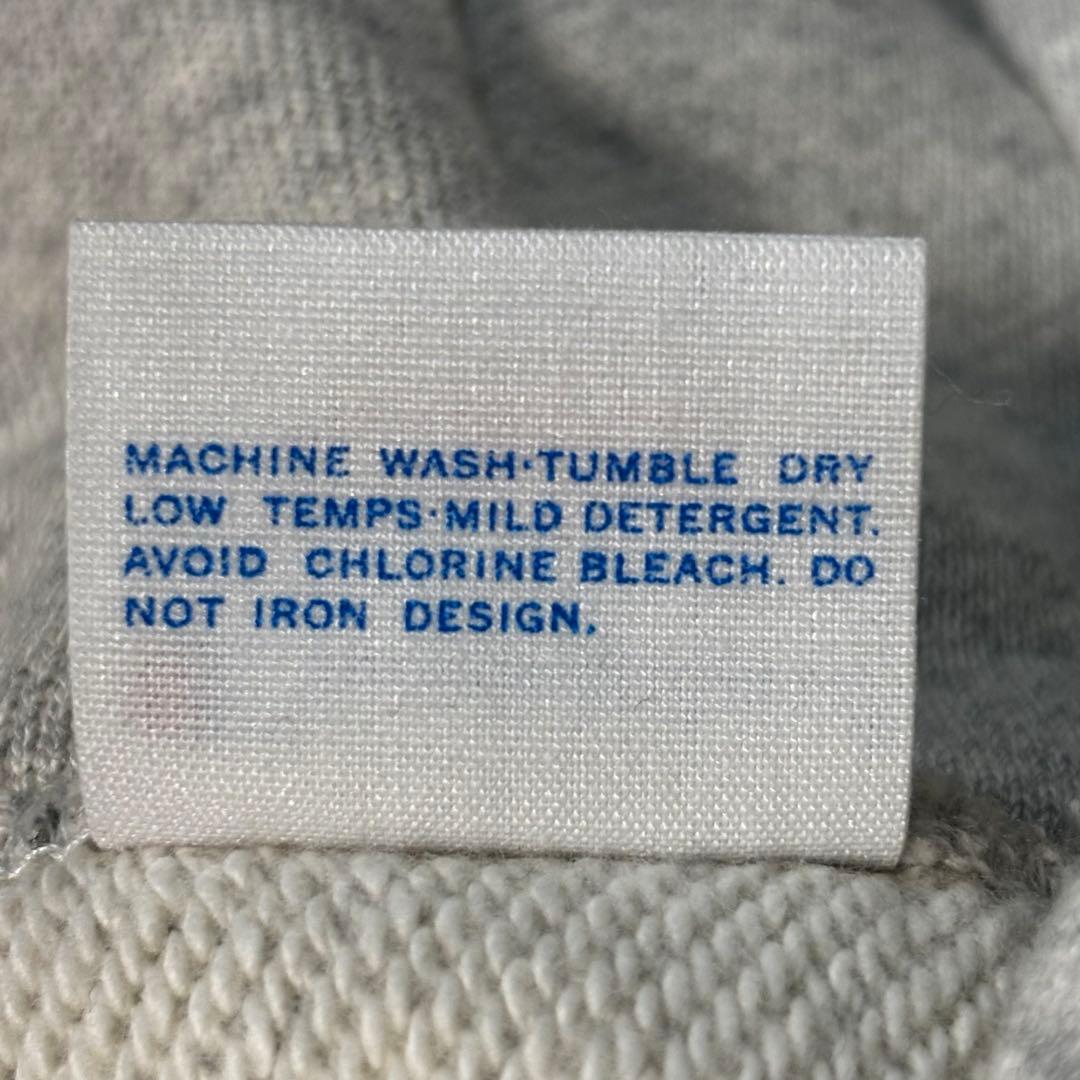 MACHINE WASH·TUMBLE DRY
LOW TEMPS·MILD DETERGENT.
AVOID CHLORINE BLEACH. DO
NOT IRON DESIGN.